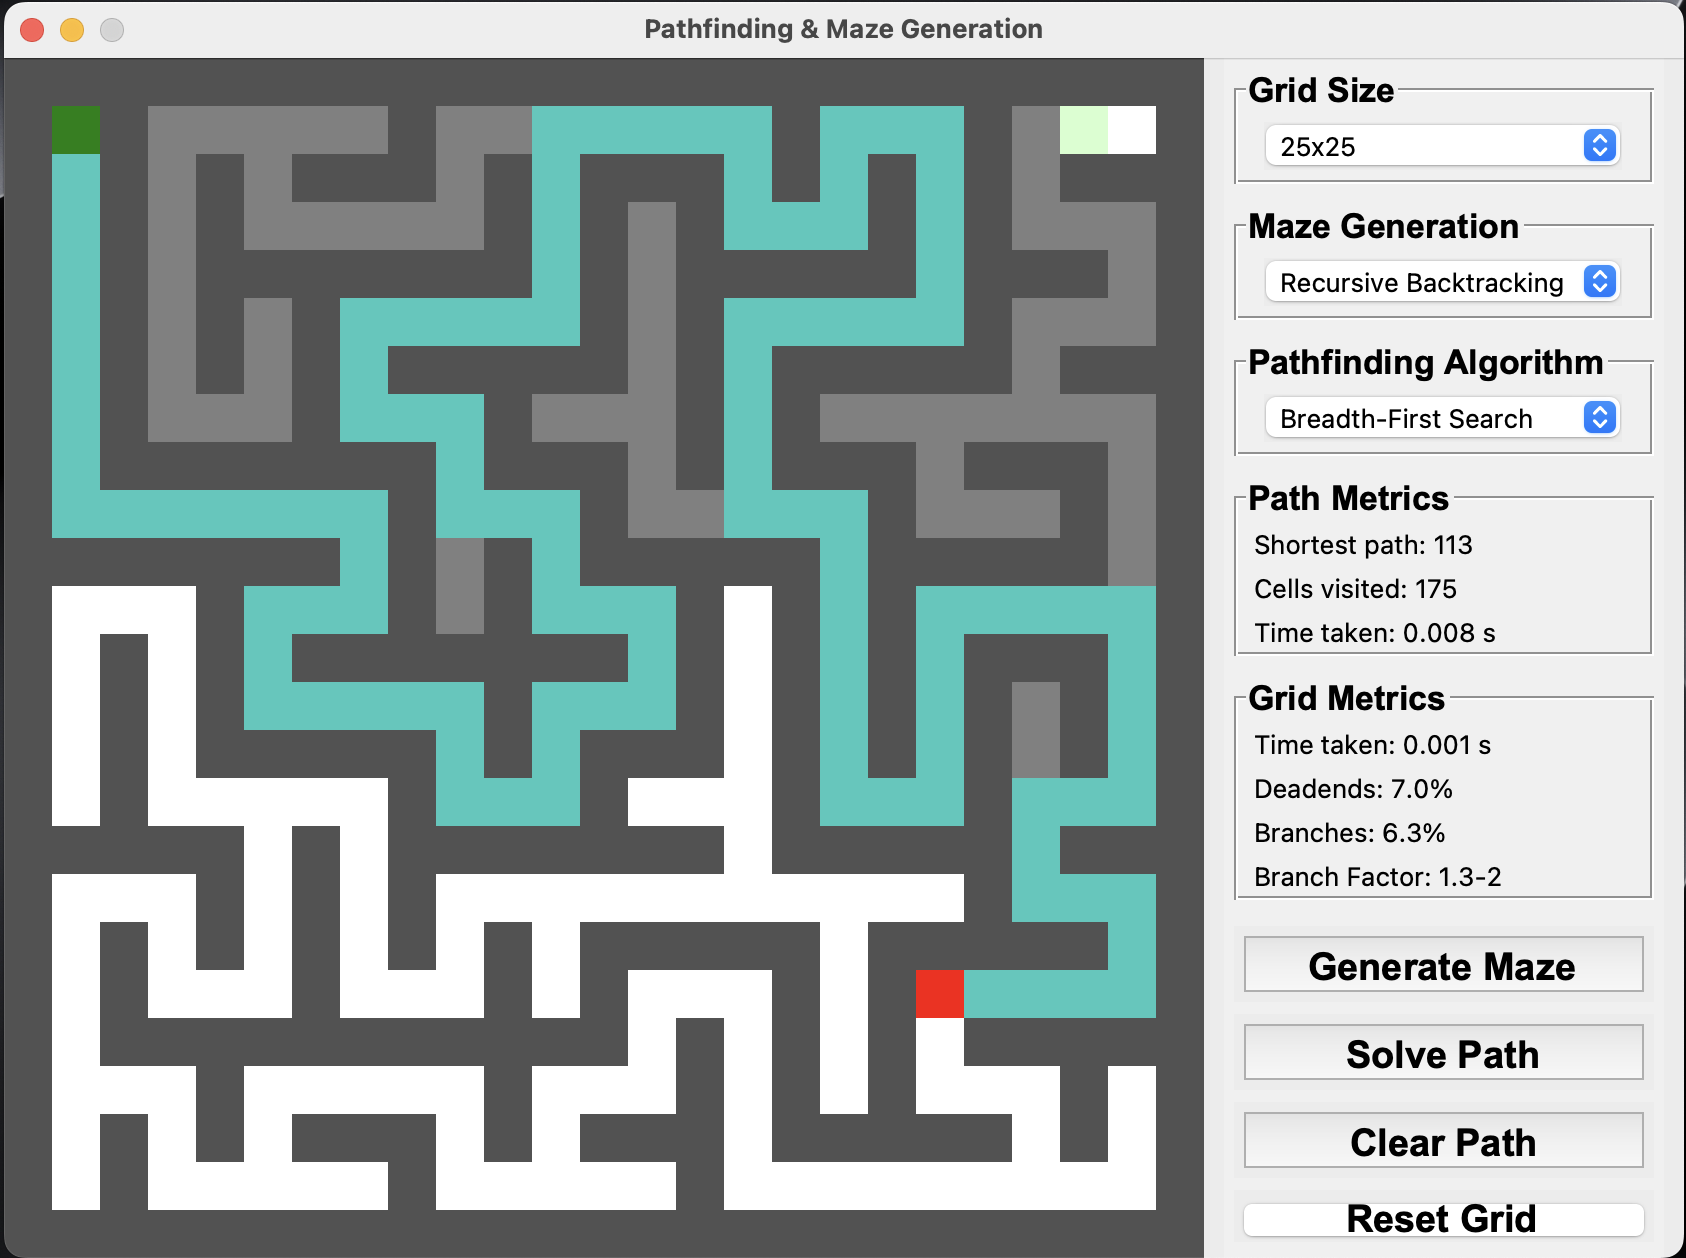 Pathfinding & Maze Generation
Grid Size
25x25
Maze Generation
Recursive Backtracking
Pathfinding Algorithm
Breadth-First Search
Path Metrics
Shortest path: 113
Cells visited: 175
Time taken: 0.008 s
Grid Metrics
Time taken: 0.001 s
Deadends: 7.0%
Branches: 6.3%
Branch Factor: 1.3-2
Generate Maze
Solve Path
Clear Path
Reset Grid